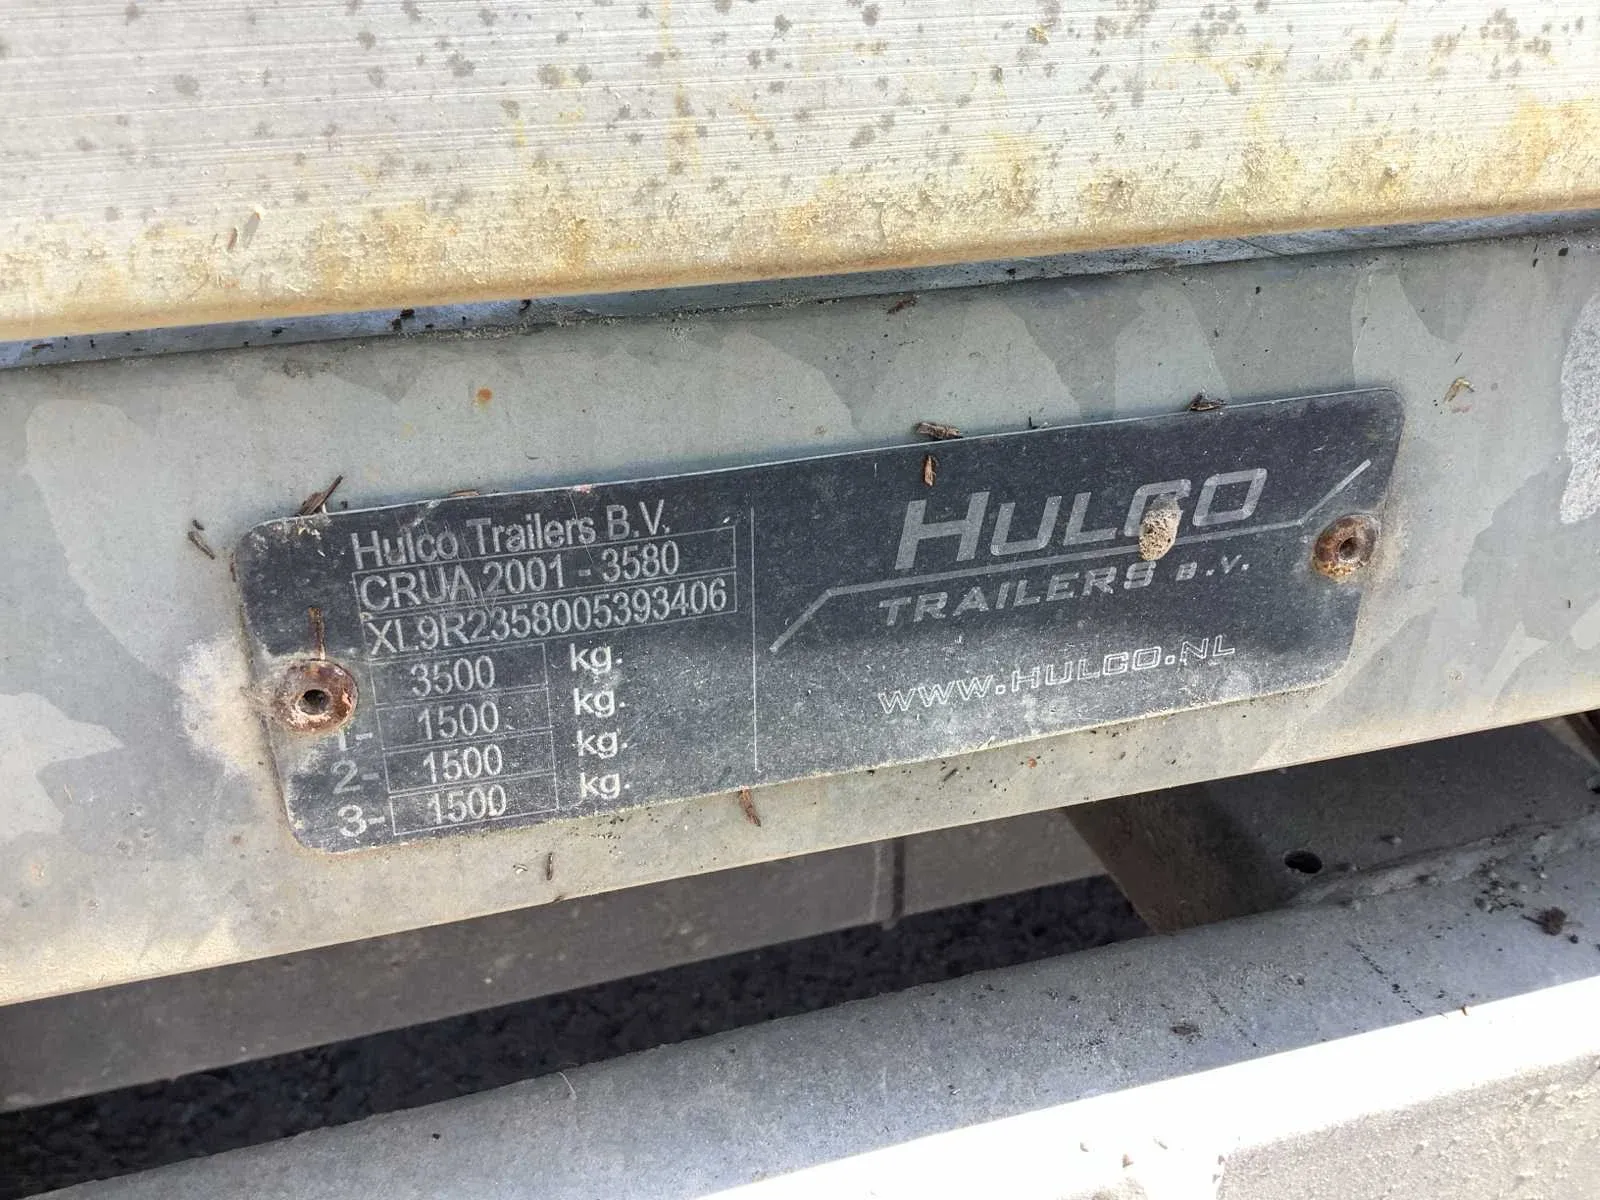 Hulco Trailers B.V.
CRUA 2001 - 3580
XL9R2358005393406
3500 kg.
1- 1500 kg.
2- 1500 kg.
3- 1500 kg.
HULCO
TRAILERS B.V.
WWW.HULCO.NL